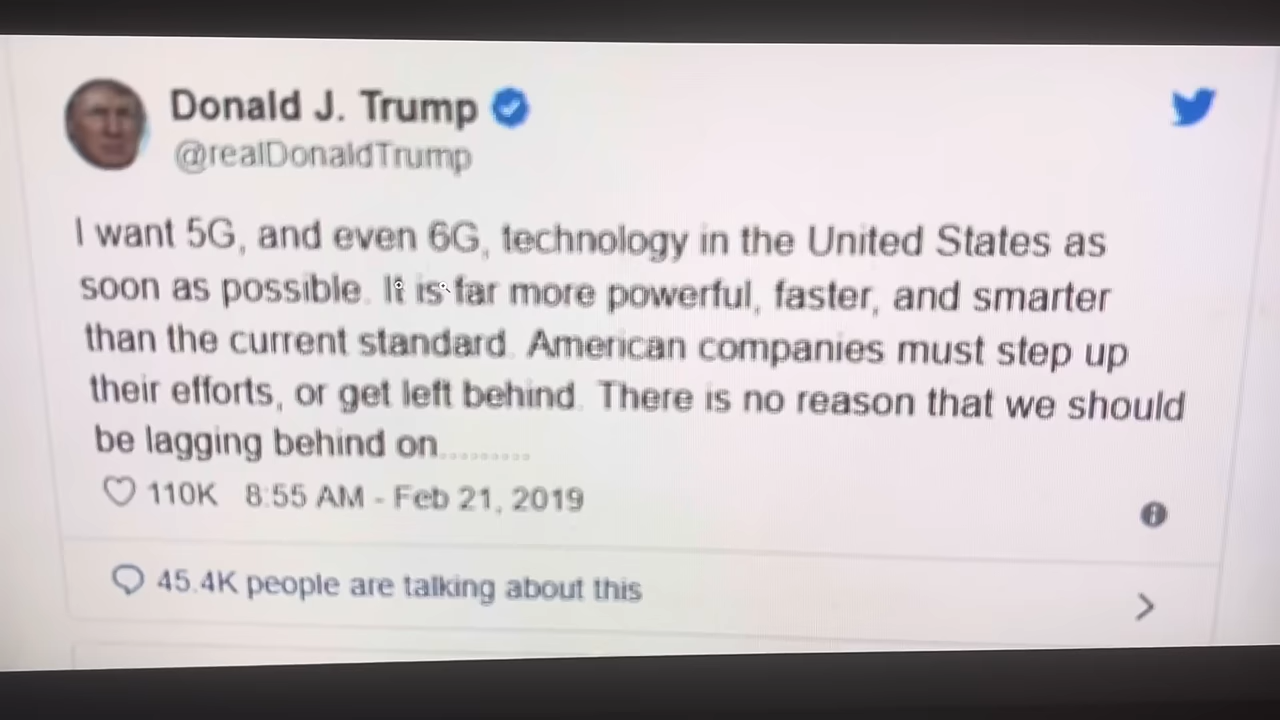 Donald J. Trump
@realDonaldTrump
I want 5G, and even 6G, technology in the United States as
soon as possible. It is far more powerful, faster, and smarter
than the current standard. American companies must step up
their efforts, or get left behind. There is no reason that we should
be lagging behind on.........
110K 8:55 AM - Feb 21, 2019
45.4K people are talking about this